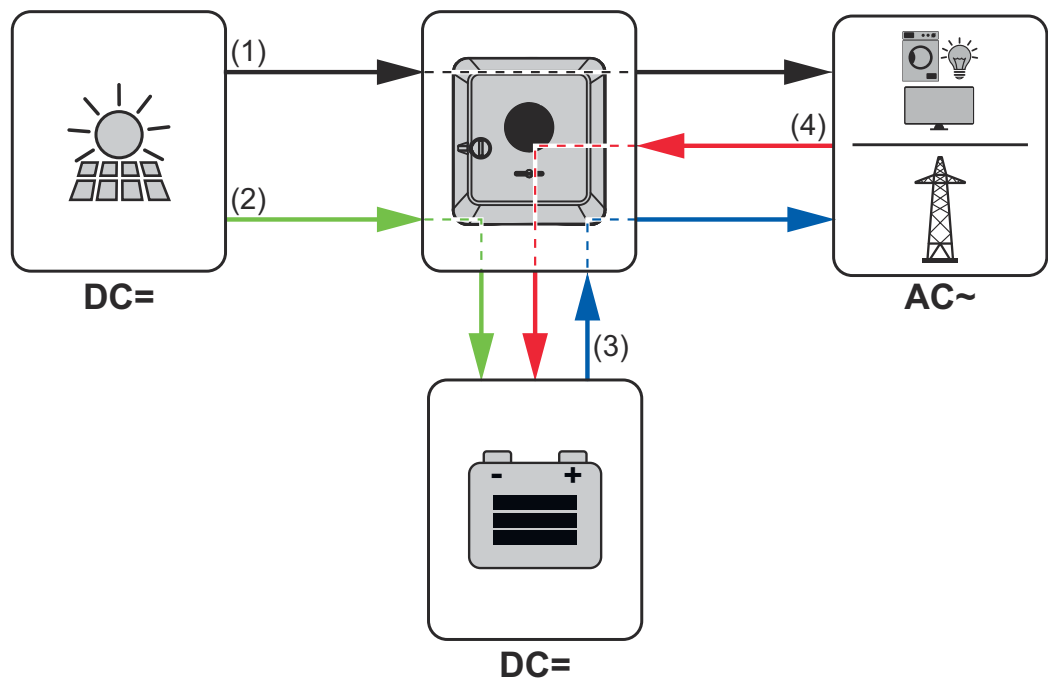 (1)
(4)
(2)
DC=
AC~
(3)
- +
DC=